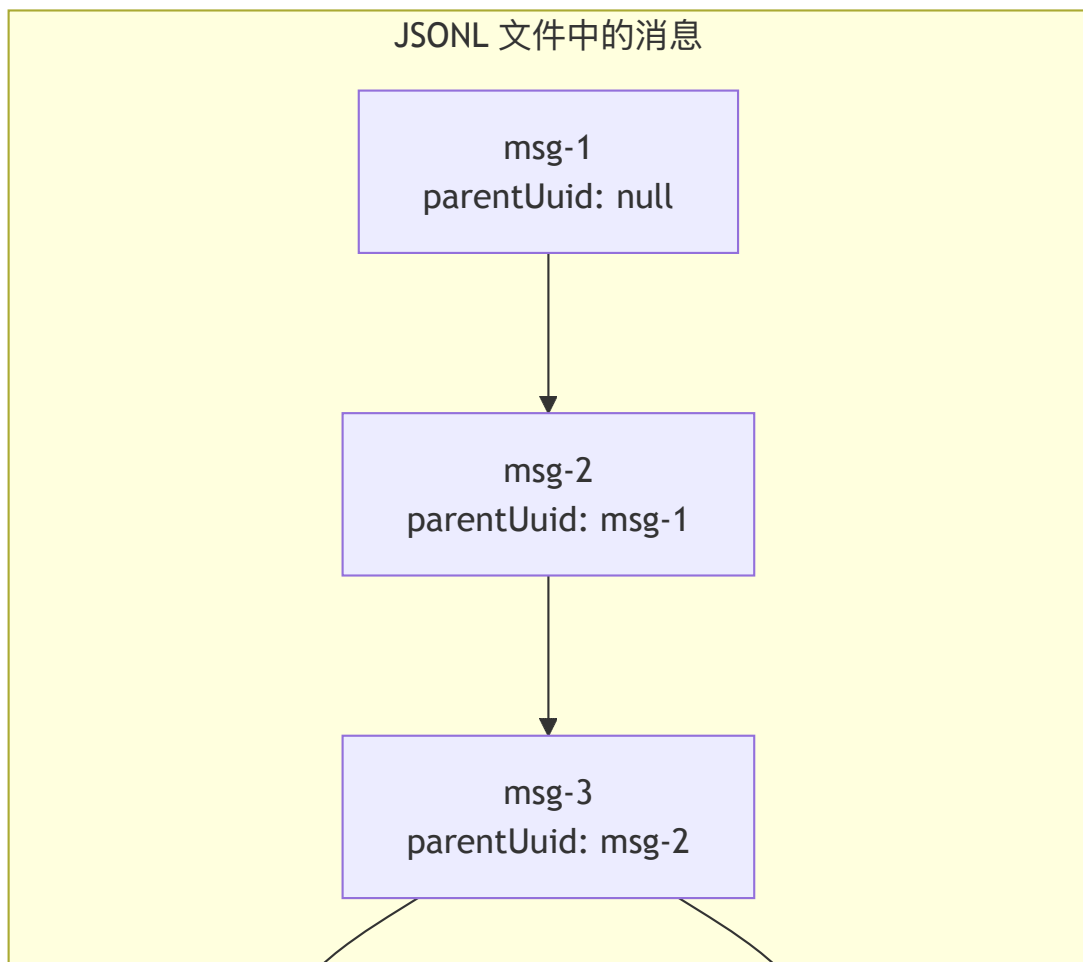 JSONL 文件中的消息
msg-1
parentUuid: null
msg-2
parentUuid: msg-1
msg-3
parentUuid: msg-2